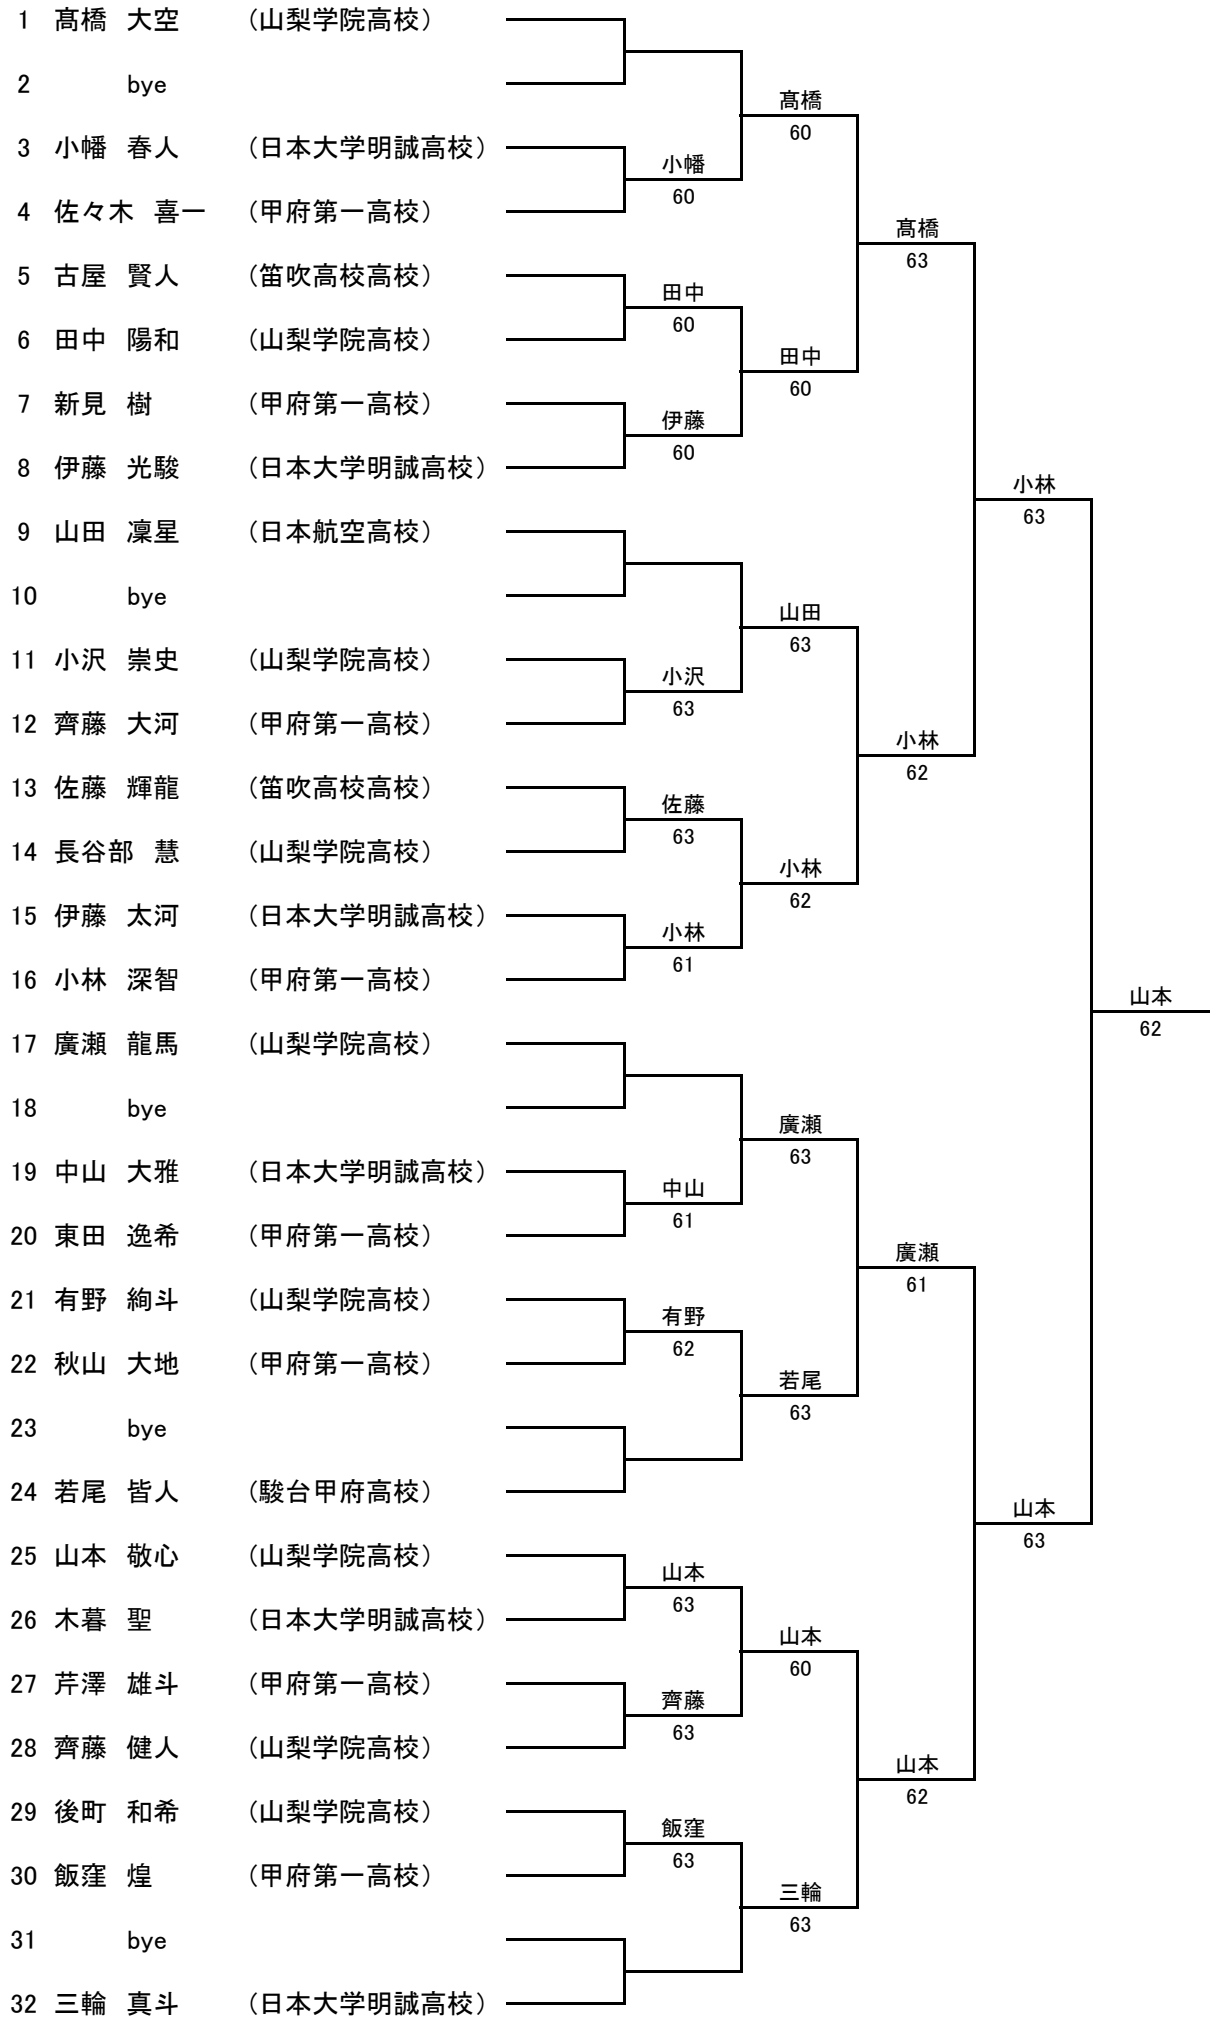 1 髙橋 大空 (山梨学院高校)
2 bye
髙橋
60
3 小幡 春人 (日本大学明誠高校)
小幡
60
4 佐々木 喜一 (甲府第一高校)
髙橋
63
5 古屋 賢人 (笛吹高校高校)
田中
60
6 田中 陽和 (山梨学院高校)
田中
60
7 新見 樹 (甲府第一高校)
伊藤
60
8 伊藤 光駿 (日本大学明誠高校)
小林
63
9 山田 凜星 (日本航空高校)
10 bye
山田
63
11 小沢 崇史 (山梨学院高校)
小沢
63
12 齊藤 大河 (甲府第一高校)
小林
62
13 佐藤 輝龍 (笛吹高校高校)
佐藤
63
14 長谷部 慧 (山梨学院高校)
小林
62
15 伊藤 太河 (日本大学明誠高校)
小林
61
16 小林 深智 (甲府第一高校)
山本
62
17 廣瀬 龍馬 (山梨学院高校)
18 bye
廣瀬
63
19 中山 大雅 (日本大学明誠高校)
中山
61
20 東田 逸希 (甲府第一高校)
廣瀬
61
21 有野 絢斗 (山梨学院高校)
有野
62
22 秋山 大地 (甲府第一高校)
若尾
63
23 bye
24 若尾 皆人 (駿台甲府高校)
山本
63
25 山本 敬心 (山梨学院高校)
山本
63
26 木暮 聖 (日本大学明誠高校)
山本
60
27 芹澤 雄斗 (甲府第一高校)
齊藤
63
28 齊藤 健人 (山梨学院高校)
山本
62
29 後町 和希 (山梨学院高校)
飯窪
63
30 飯窪 煌 (甲府第一高校)
三輪
63
31 bye
32 三輪 真斗 (日本大学明誠高校)